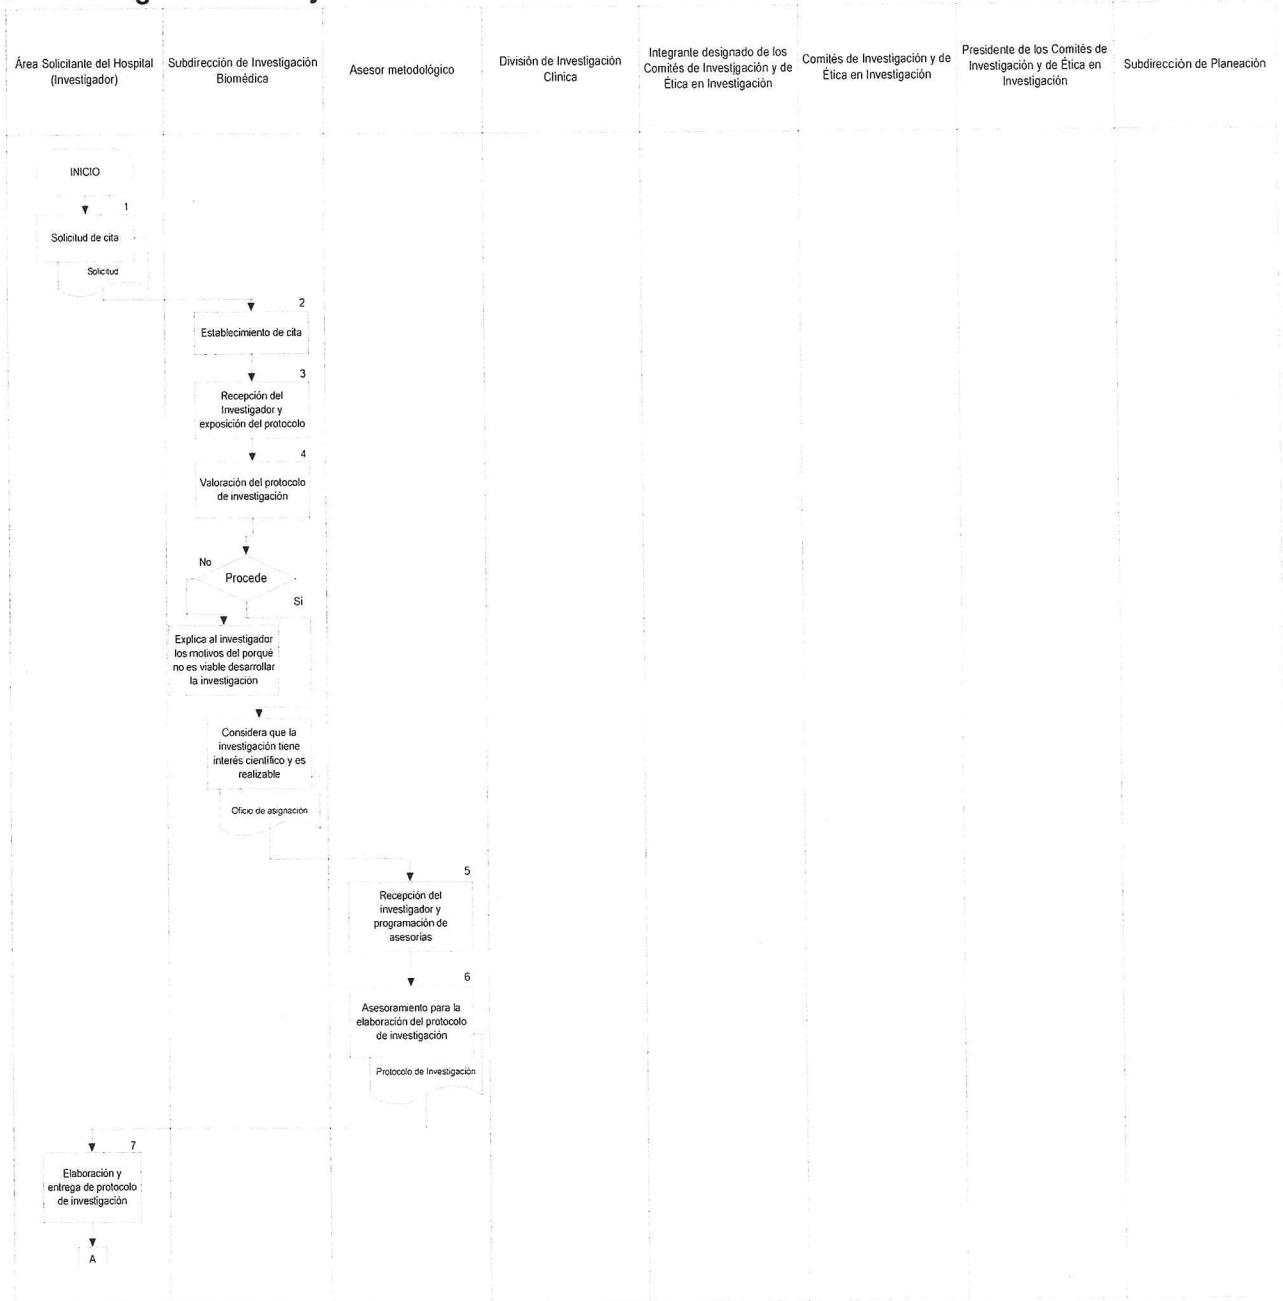 Área Solicitante del Hospital
(Investigador)
Subdirección de Investigación
Biomédica
Asesor metodológico
División de Investigación
Clínica
Integrante designado de los
Comités de Investigación y de
Ética en Investigación
Comités de Investigación y de
Ética en Investigación
Presidente de los Comités de
Investigación y de Ética en
Investigación
Subdirección de Planeación
INICIO
1
Solicitud de cita
Solicitud
2
Establecimiento de cita
3
Recepción del
Investigador y
exposición del protocolo
4
Valoración del protocolo
de investigación
No
Procede
Si
Explica al investigador
los motivos del porqué
no es viable desarrollar
la investigación
Considera que la
investigación tiene
interés científico y es
realizable
Oficio de asignación
5
Recepción del
investigador y
programación de
asesorías
6
Asesoramiento para la
elaboración del protocolo
de investigación
Protocolo de Investigación
7
Elaboración y
entrega de protocolo
de investigación
A